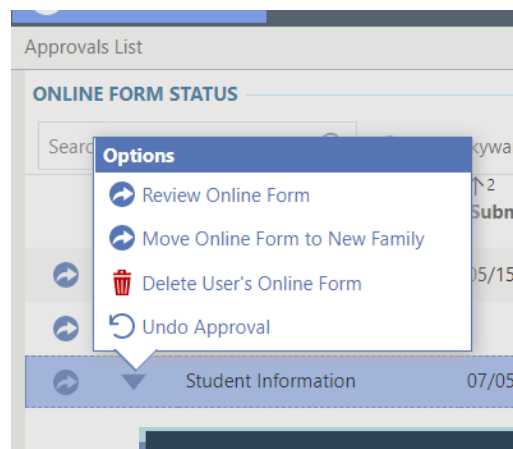 Approvals List
ONLINE FORM STATUS
Options
Review Online Form
2
Move Online Form to New Family
Delete User's Online Form
05/15
Undo Approval
Student Information
07/05